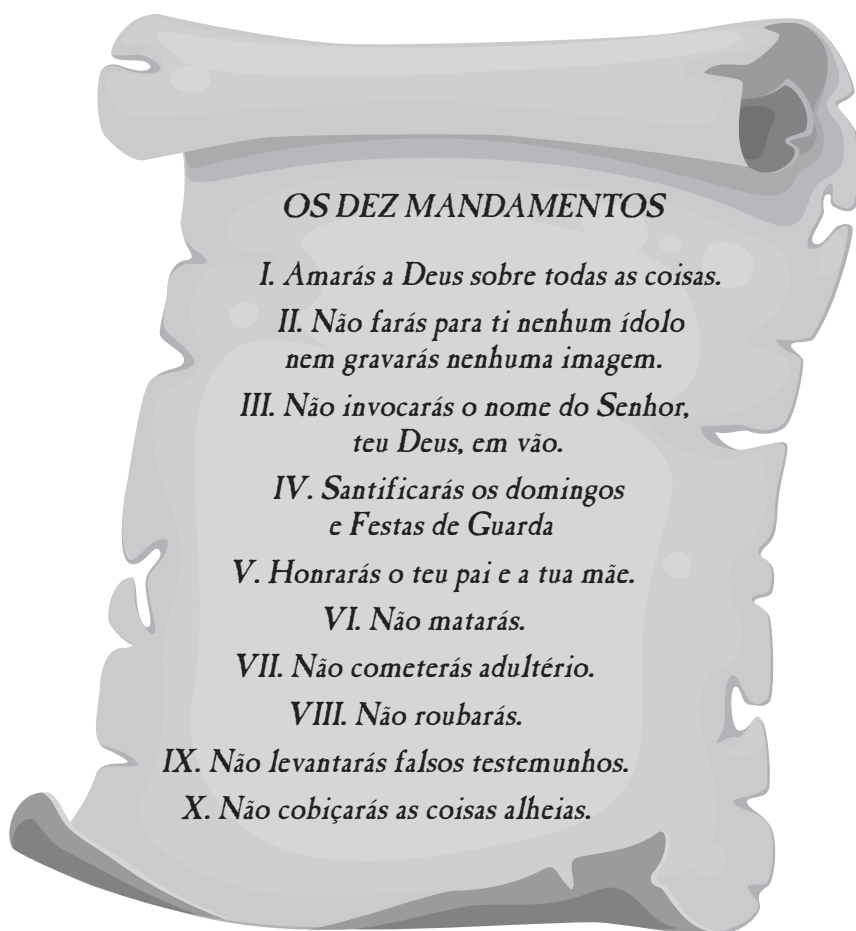 OS DEZ MANDAMENTOS
I. Amarás a Deus sobre todas as coisas.
II. Não farás para ti nenhum ídolo
nem gravarás nenhuma imagem.
III. Não invocarás o nome do Senhor,
teu Deus, em vão.
IV. Santificarás os domingos
e Festas de Guarda
V. Honrarás o teu pai e a tua mãe.
VI. Não matarás.
VII. Não cometerás adultério.
VIII. Não roubarás.
IX. Não levantarás falsos testemunhos.
X. Não cobiçarás as coisas alheias.